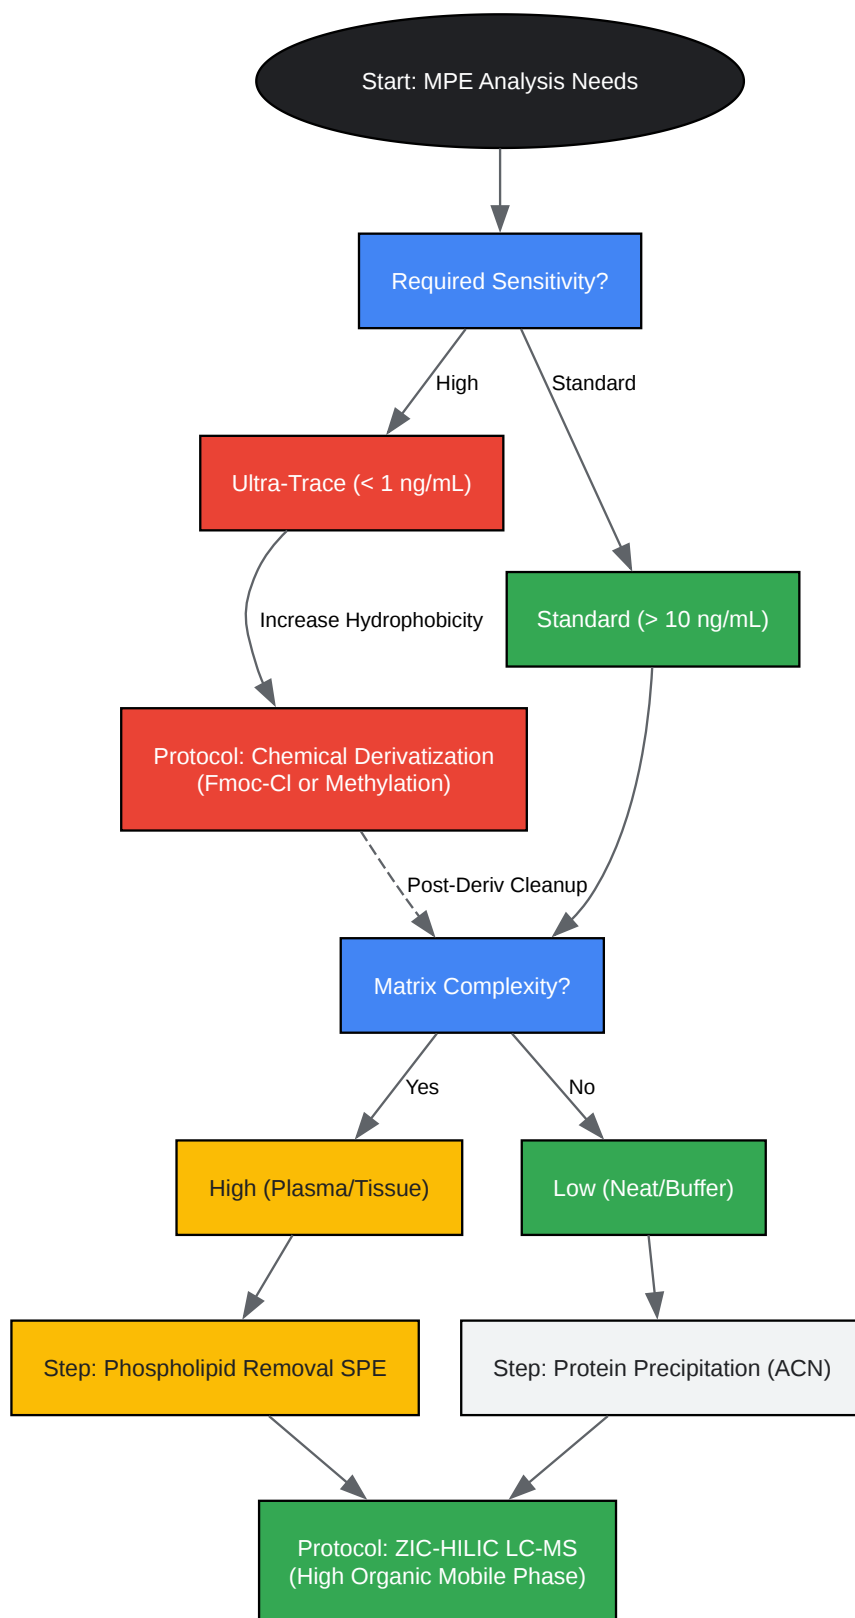 Start: MPE Analysis Needs
Required Sensitivity?
High
Standard
Ultra-Trace (< 1 ng/mL)
Standard (> 10 ng/mL)
Increase Hydrophobicity
Protocol: Chemical Derivatization
(Fmoc-Cl or Methylation)
Post-Deriv Cleanup
Matrix Complexity?
Yes
No
High (Plasma/Tissue)
Low (Neat/Buffer)
Step: Phospholipid Removal SPE
Step: Protein Precipitation (ACN)
Protocol: ZIC-HILIC LC-MS
(High Organic Mobile Phase)